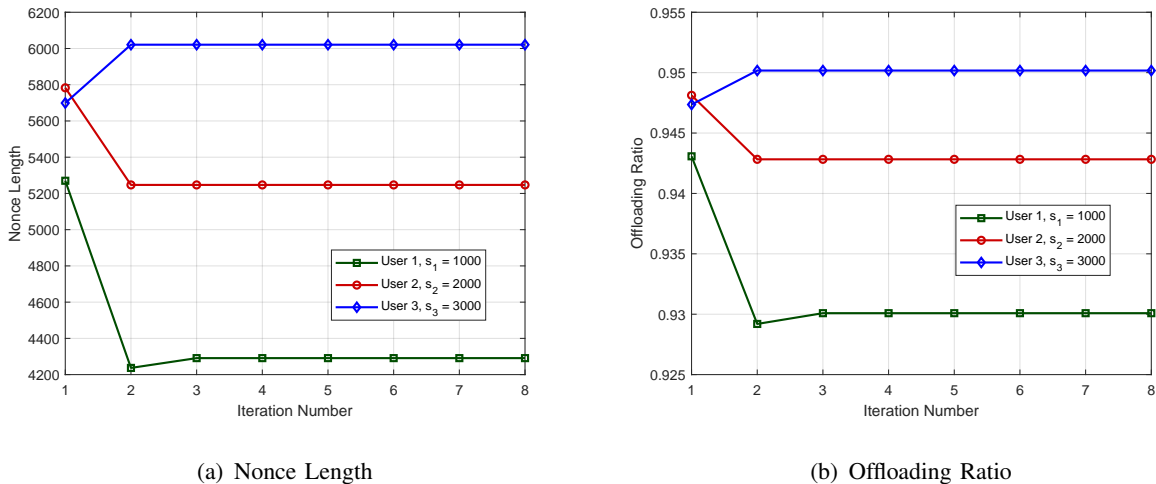 6200
6000
5800
5600
5400
5200
5000
4800
4600
4400
4200
Nonce Length
1 2 3 4 5 6 7 8
Iteration Number
User 1, s1 = 1000
User 2, s2 = 2000
User 3, s3 = 3000
(a) Nonce Length
0.955
0.95
0.945
0.94
0.935
0.93
0.925
Offloading Ratio
1 2 3 4 5 6 7 8
Iteration Number
User 1, s1 = 1000
User 2, s2 = 2000
User 3, s3 = 3000
(b) Offloading Ratio